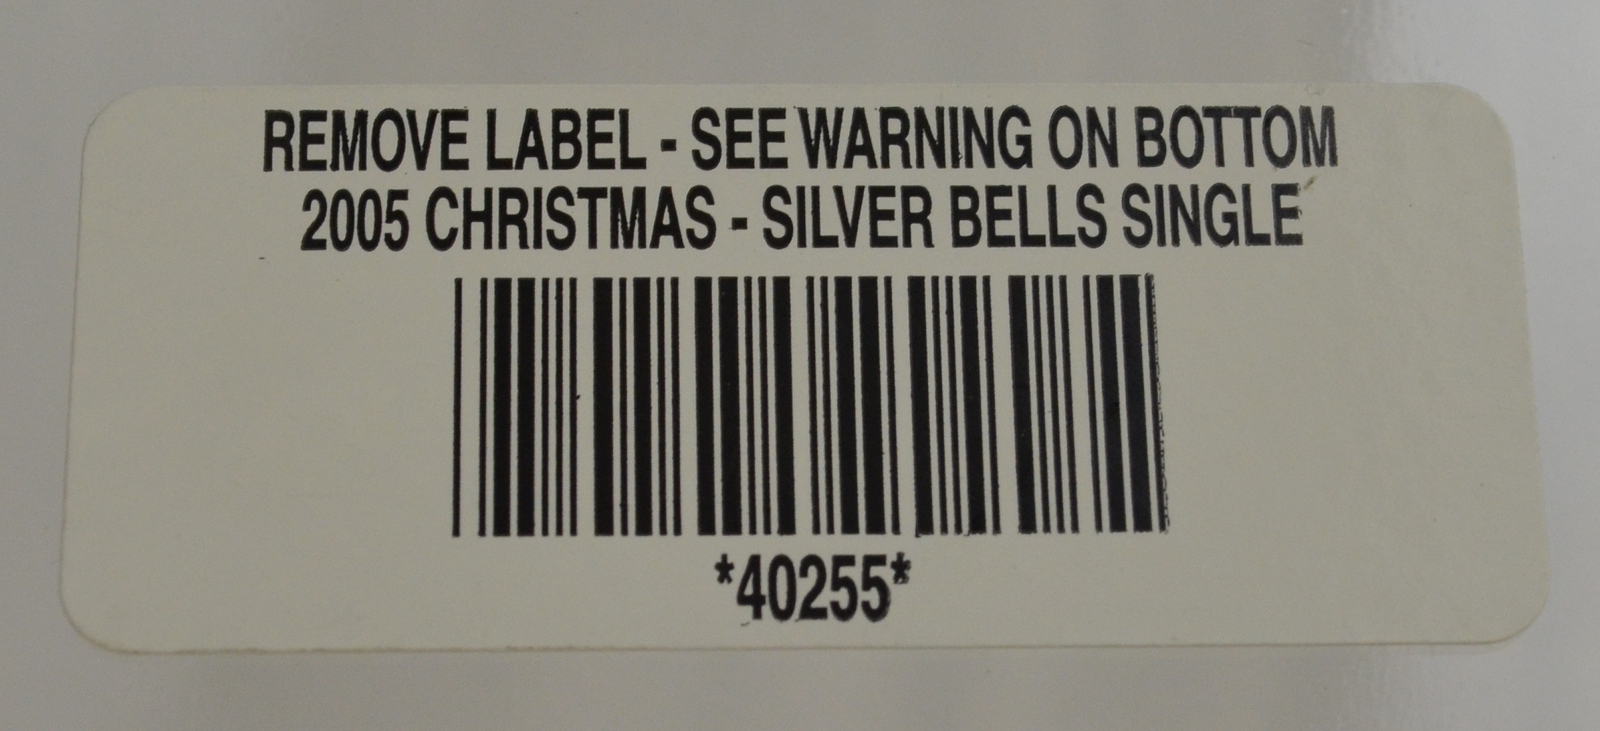 REMOVE LABEL - SEE WARNING ON BOTTOM
2005 CHRISTMAS - SILVER BELLS SINGLE
*40255*